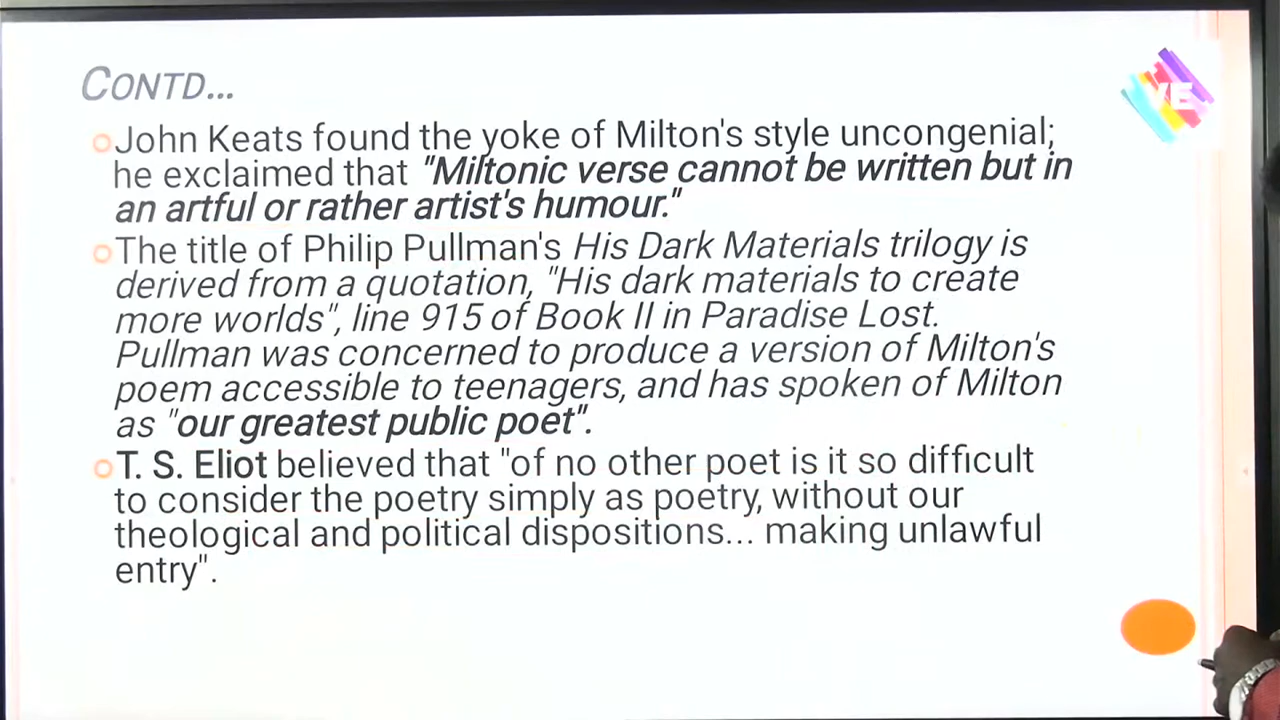 CONTD...
John Keats found the yoke of Milton's style uncongenial;
he exclaimed that "Miltonic verse cannot be written but in
an artful or rather artist's humour."
The title of Philip Pullman's His Dark Materials trilogy is
derived from a quotation, "His dark materials to create
more worlds", line 915 of Book II in Paradise Lost.
Pullman was concerned to produce a version of Milton's
poem accessible to teenagers, and has spoken of Milton
as "our greatest public poet".
T. S. Eliot believed that "of no other poet is it so difficult
to consider the poetry simply as poetry, without our
theological and political dispositions... making unlawful
entry".
VE